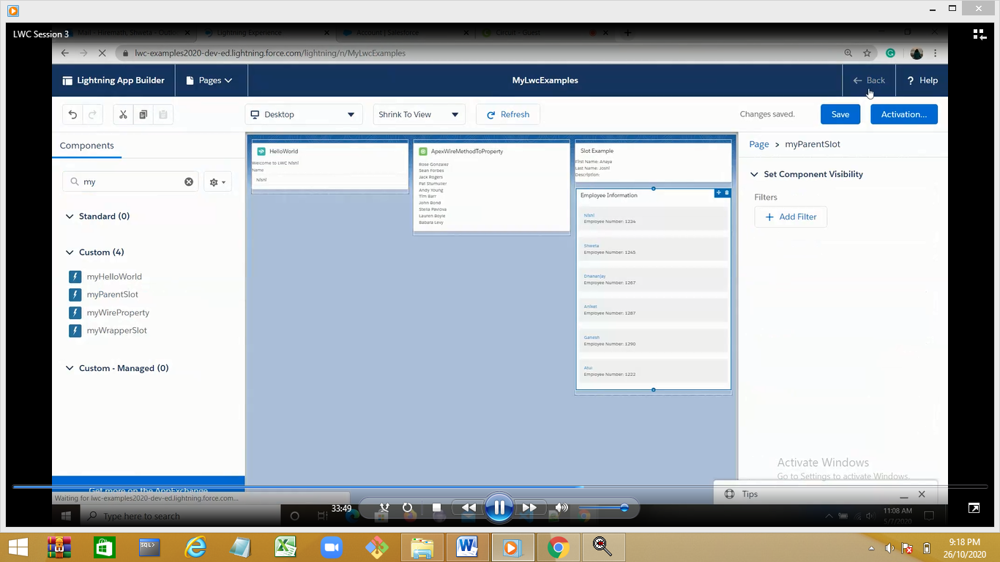 LWC Session 3
Mail - Hiremath, Shweta - Outlo
Lightning Experience
Account | Salesforce
Circuit - Guest
lwc-examples2020-dev-ed.lightning.force.com/lightning/n/MyLwcExamples
Lightning App Builder
Pages
MyLwcExamples
Back
? Help
Desktop
Shrink To View
Refresh
Changes saved.
Save
Activation...
Components
my
Standard (0)
Custom (4)
myHelloWorld
myParentSlot
myWireProperty
myWrapperSlot
Custom - Managed (0)
Get more on the AppExchange
HelloWorld
Welcome to LWC Nishi
Name
Nishi
ApexWireMethodToProperty
Rose Gonzalez
Sean Forbes
Jack Rogers
Pat Stumuller
Andy Young
Tim Barr
John Bond
Stella Pavlova
Lauren Boyle
Babara Levy
Slot Example
First Name: Anaya
Last Name: Joshi
Description:
Employee Information
Nishi
Employee Number: 1234
Shweta
Employee Number: 1245
Dhananjay
Employee Number: 1267
Aniket
Employee Number: 1287
Ganesh
Employee Number: 1290
Atul
Employee Number: 1222
Page > myParentSlot
Set Component Visibility
Filters
Add Filter
Activate Windows
Go to Settings to activate Windows.
Tips
Waiting for lwc-examples2020-dev-ed.lightning.force.com...
33:49
Type here to search
11:08 AM
5/7/2020
SQL>
9:18 PM
26/10/2020